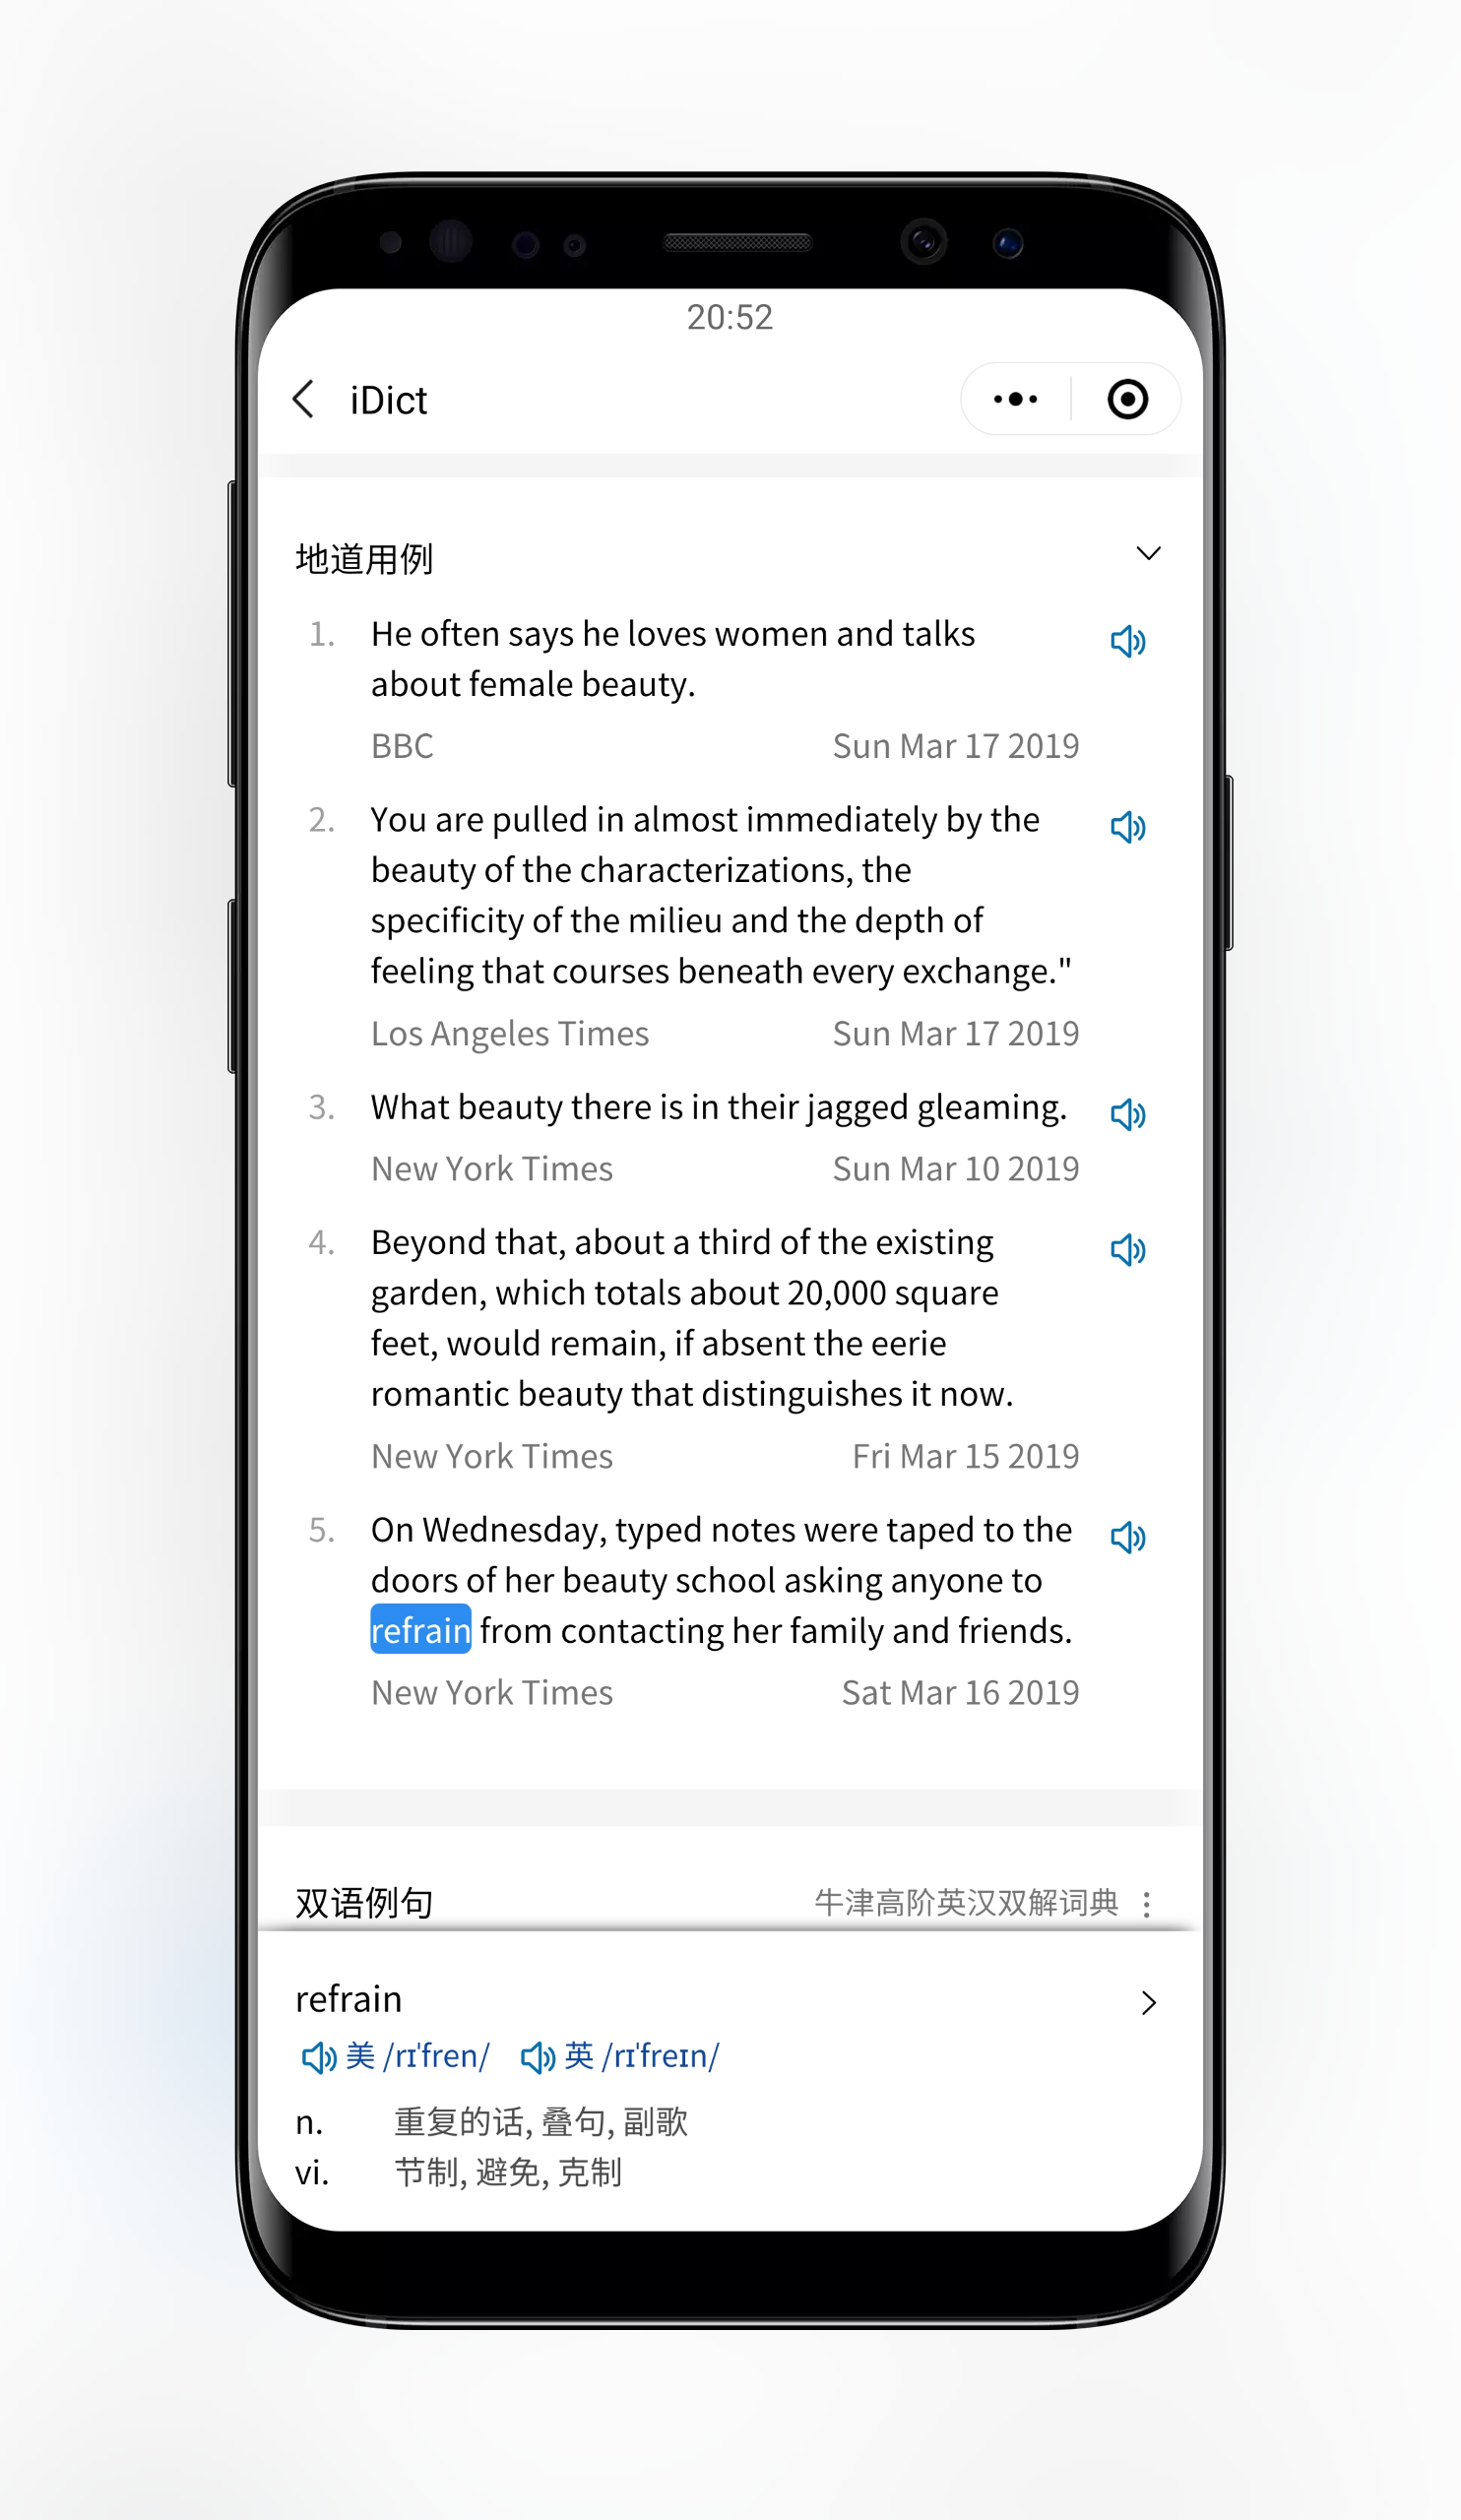 20:52
iDict
地道用例
1. He often says he loves women and talks
about female beauty.
BBC Sun Mar 17 2019
2. You are pulled in almost immediately by the
beauty of the characterizations, the
specificity of the milieu and the depth of
feeling that courses beneath every exchange."
Los Angeles Times Sun Mar 17 2019
3. What beauty there is in their jagged gleaming.
New York Times Sun Mar 10 2019
4. Beyond that, about a third of the existing
garden, which totals about 20,000 square
feet, would remain, if absent the eerie
romantic beauty that distinguishes it now.
New York Times Fri Mar 15 2019
5. On Wednesday, typed notes were taped to the
doors of her beauty school asking anyone to
refrain from contacting her family and friends.
New York Times Sat Mar 16 2019
双语例句 牛津高阶英汉双解词典
refrain
美 /rɪ'fren/ 英 /rɪ'freɪn/
n. 重复的话, 叠句, 副歌
vi. 节制, 避免, 克制